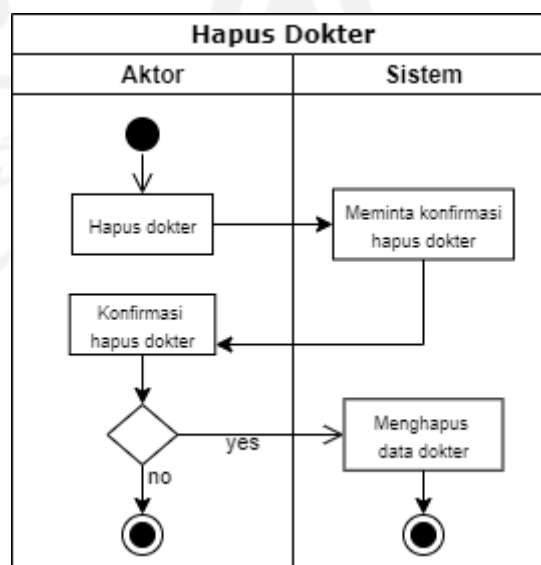 Hapus Dokter
Aktor
Sistem
Hapus dokter
Meminta konfirmasi
hapus dokter
Konfirmasi
hapus dokter
yes
Menghapus
data dokter
no